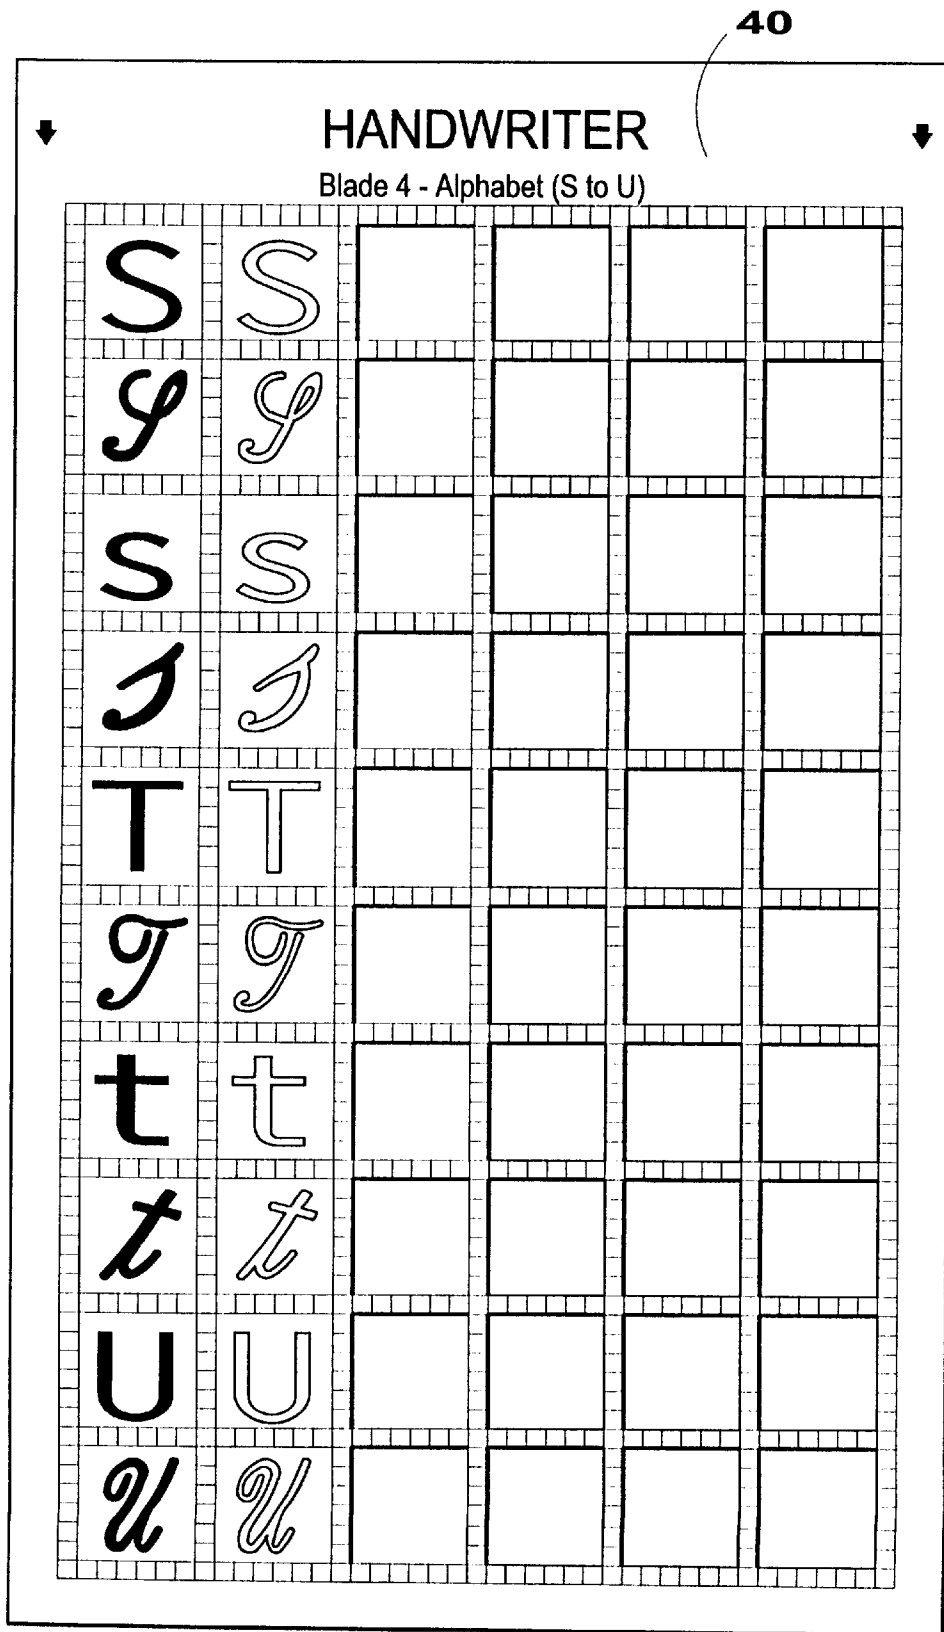 40
HANDWRITER
Blade 4 - Alphabet (S to U)
S S
S S
s s
s s
T T
T T
t t
t t
U U
U U